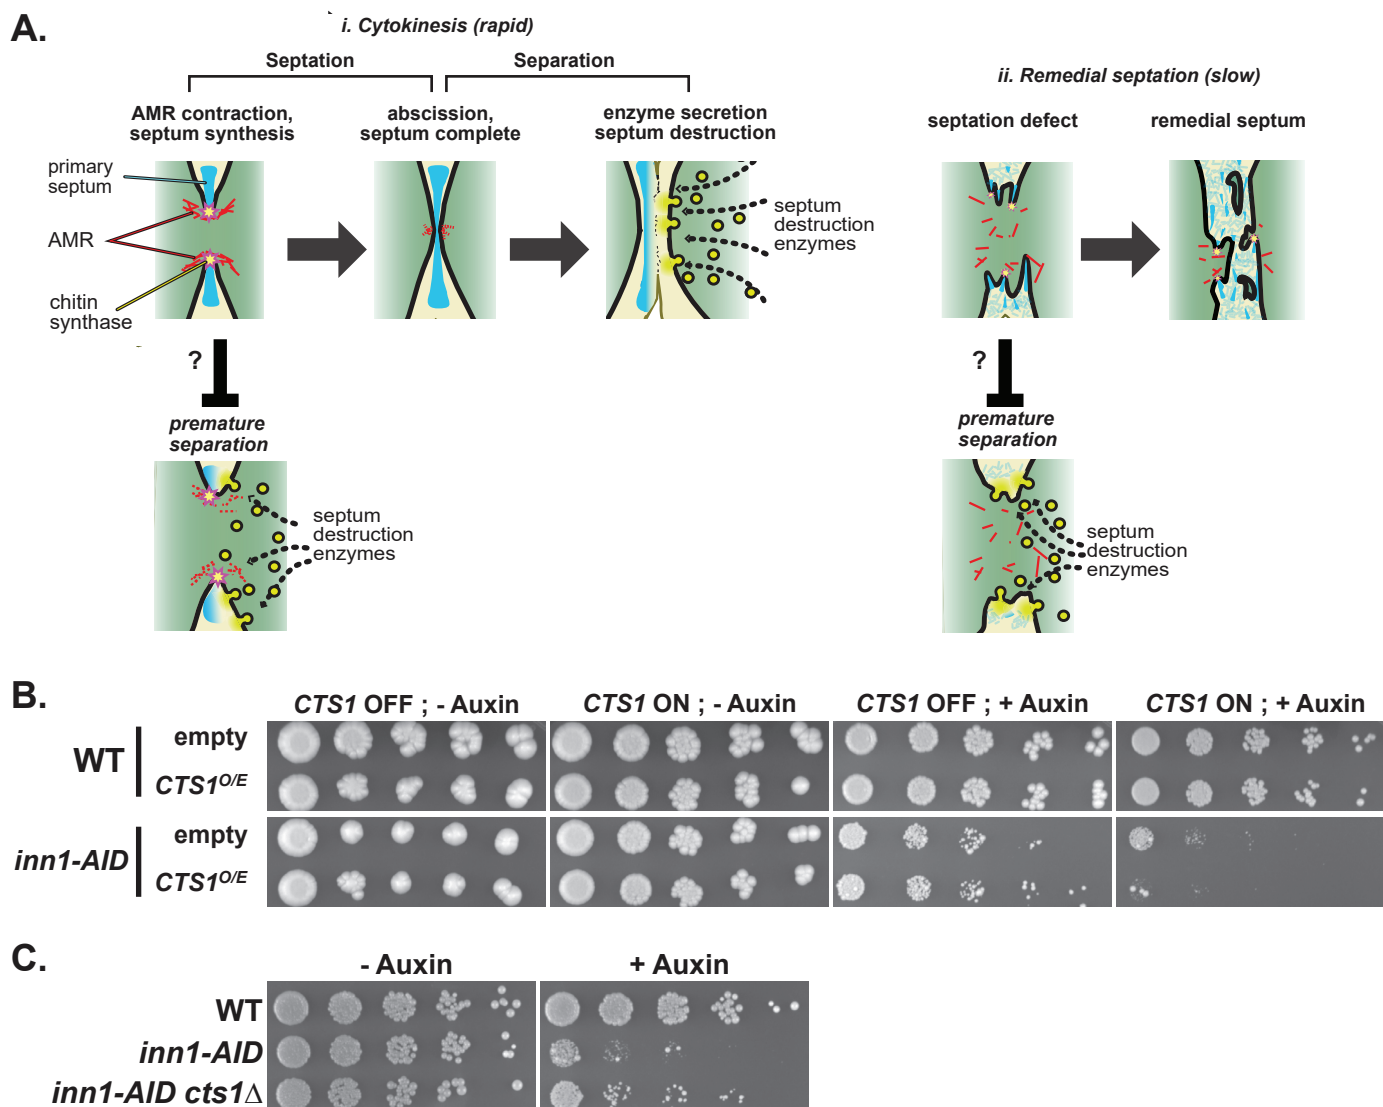 A.
i. Cytokinesis (rapid)
Septation
Separation
ii. Remedial septation (slow)
AMR contraction,
septum synthesis
abscission,
septum complete
enzyme secretion
septum destruction
septation defect
remedial septum
primary
septum
AMR
chitin
synthase
septum
destruction
enzymes
?
premature
separation
septum
destruction
enzymes
?
premature
separation
septum
destruction
enzymes
B.
CTS1 OFF ; - Auxin
CTS1 ON ; - Auxin
CTS1 OFF ; + Auxin
CTS1 ON ; + Auxin
WT
empty
CTS1O/E
inn1-AID
empty
CTS1O/E
C.
- Auxin
+ Auxin
WT
inn1-AID
inn1-AID cts1Δ